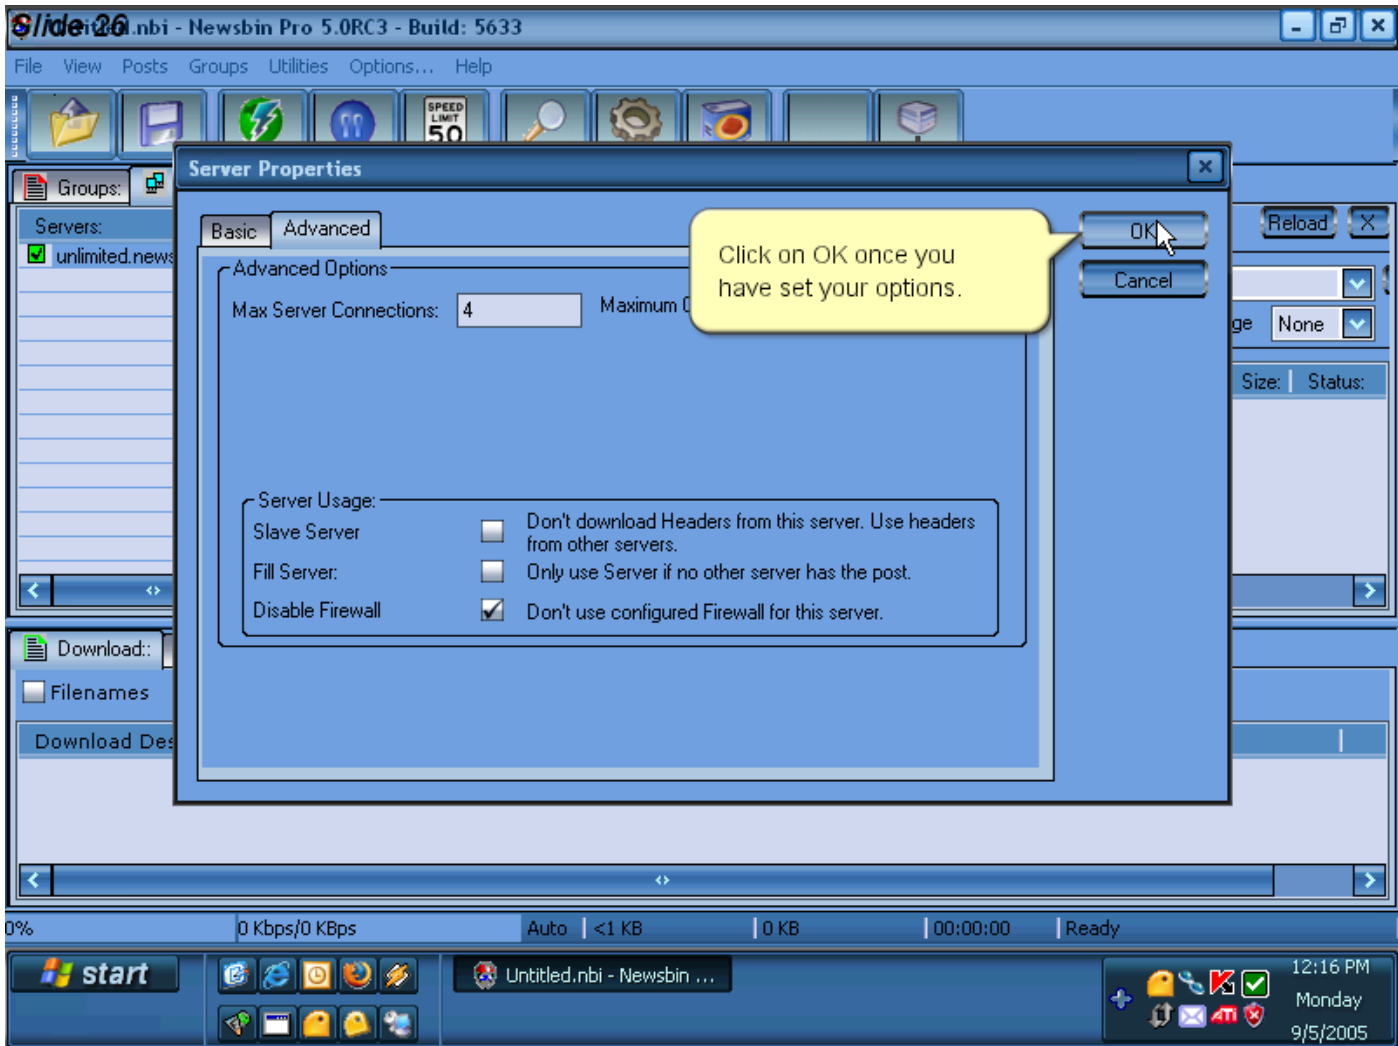 Slide 26
.nbi - Newsbin Pro 5.0RC3 - Build: 5633
File View Posts Groups Utilities Options... Help
SPEED
LIMIT
50
Server Properties
Groups:
Servers:
Reload X
unlimited.news
Basic Advanced
OK
Click on OK once you
have set your options.
Cancel
Advanced Options
Max Server Connections: 4 Maximum
None
Size: Status:
Server Usage:
Slave Server
Don't download Headers from this server. Use headers
from other servers.
Fill Server: Only use Server if no other server has the post.
Disable Firewall Don't use configured Firewall for this server.
Download::
Filenames
Download
0% 0 Kbps/0 KBps Auto <1 KB 0 KB 00:00:00 Ready
start
Untitled.nbi - Newsbin ...
ATI
12:16 PM
Monday
9/5/2005